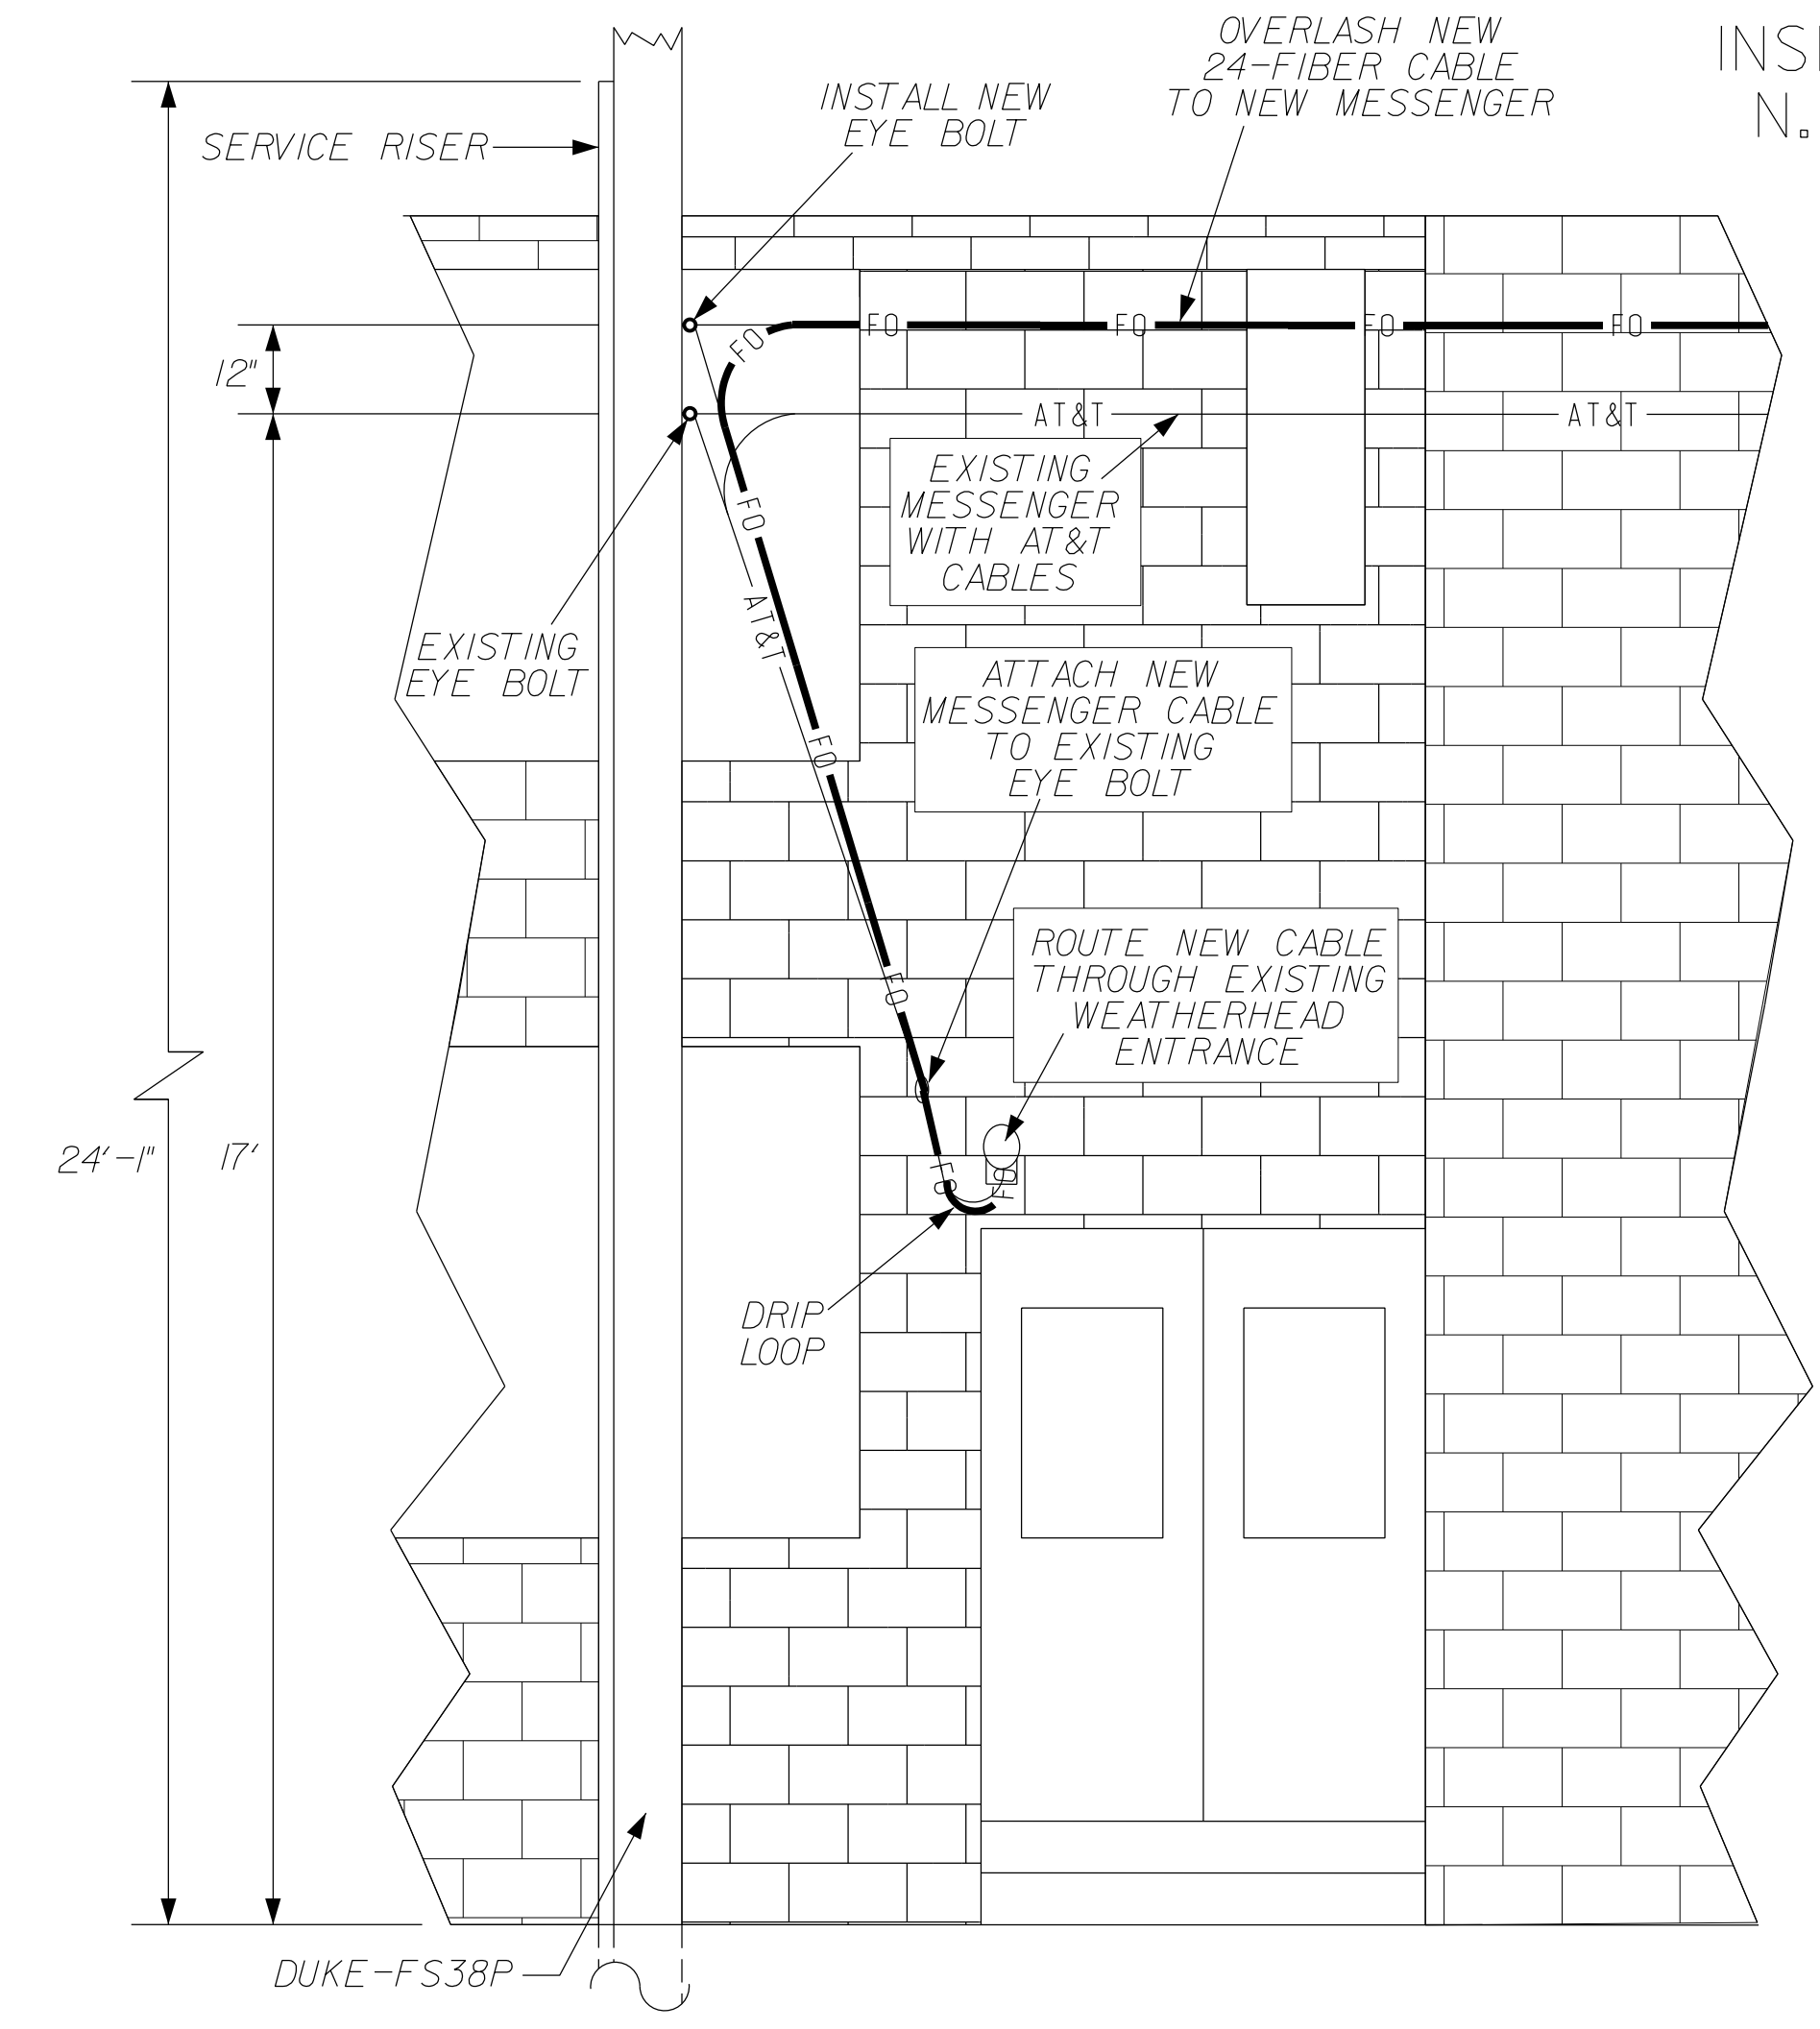 OVERLASH NEW
24-FIBER CABLE
TO NEW MESSENGER
N.
INSTALL NEW
EYE BOLT
SERVICE RISER
FO
FO
FO
FO
FO
12"
AT&T
AT&T
EXISTING
MESSENGER
WITH AT&T
CABLES
FO
AT&T
EXISTING
EYE BOLT
ATTACH NEW
MESSENGER CABLE
TO EXISTING
EYE BOLT
FO
ROUTE NEW CABLE
THROUGH EXISTING
WEATHERHEAD
ENTRANCE
FO
24'-1"
17'
FO
FO
DRIP
LOOP
DUKE-FS38P